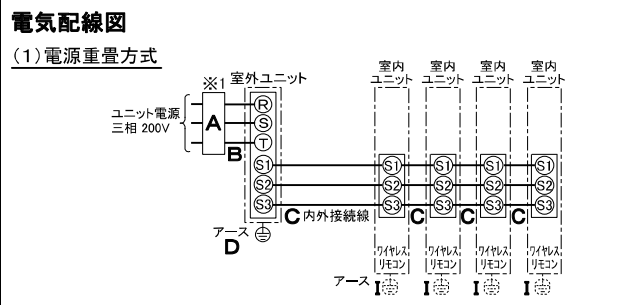 電気配線図
（1）電源重畳方式
※1
室外ユニット
室内
ユニット
室内
ユニット
室内
ユニット
室内
ユニット
ユニット電源
三相 200V
A
B
R
S
T
S1
S2
S3
S1
S2
S3
S1
S2
S3
S1
S2
S3
S1
S2
S3
C 内外接続線
C
C
C
アース
D
ワイヤレス
リモコン
ワイヤレス
リモコン
ワイヤレス
リモコン
ワイヤレス
リモコン
アース
I
I
I
I